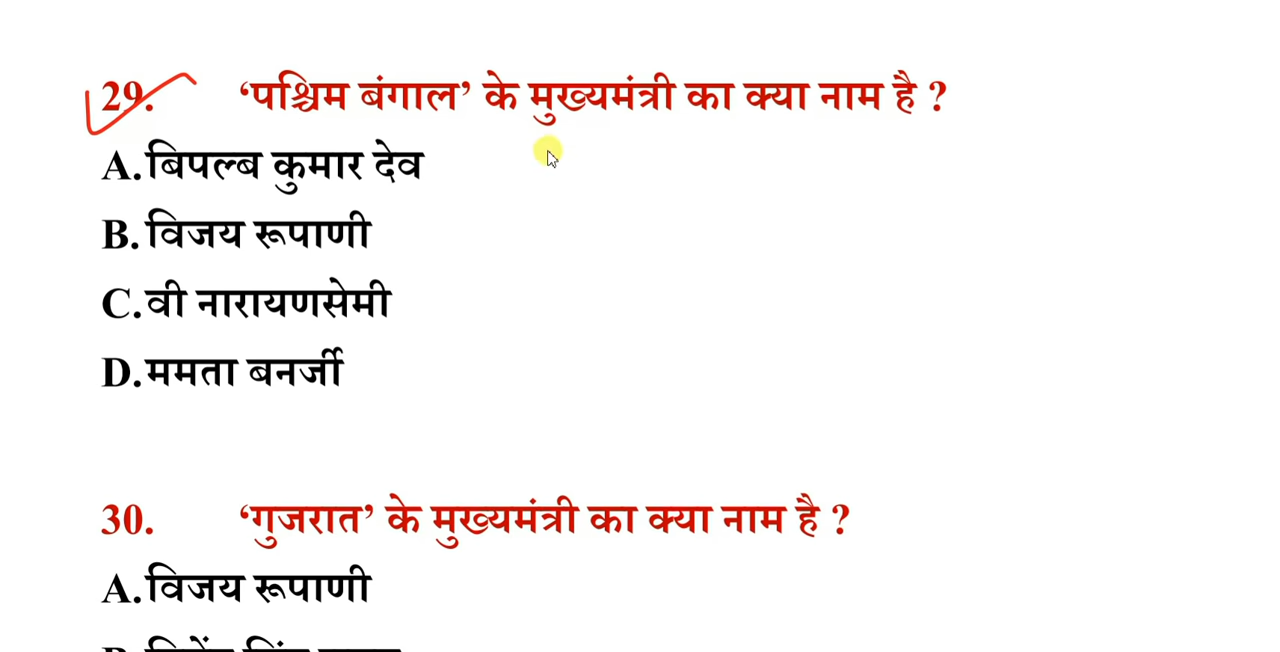 29. ‘पश्चिम बंगाल’ के मुख्यमंत्री का क्या नाम है ?
A. बिपल्ब कुमार देव
B. विजय रूपाणी
C. वी नारायणसेमी
D. ममता बनर्जी
30. ‘गुजरात’ के मुख्यमंत्री का क्या नाम है ?
A. विजय रूपाणी